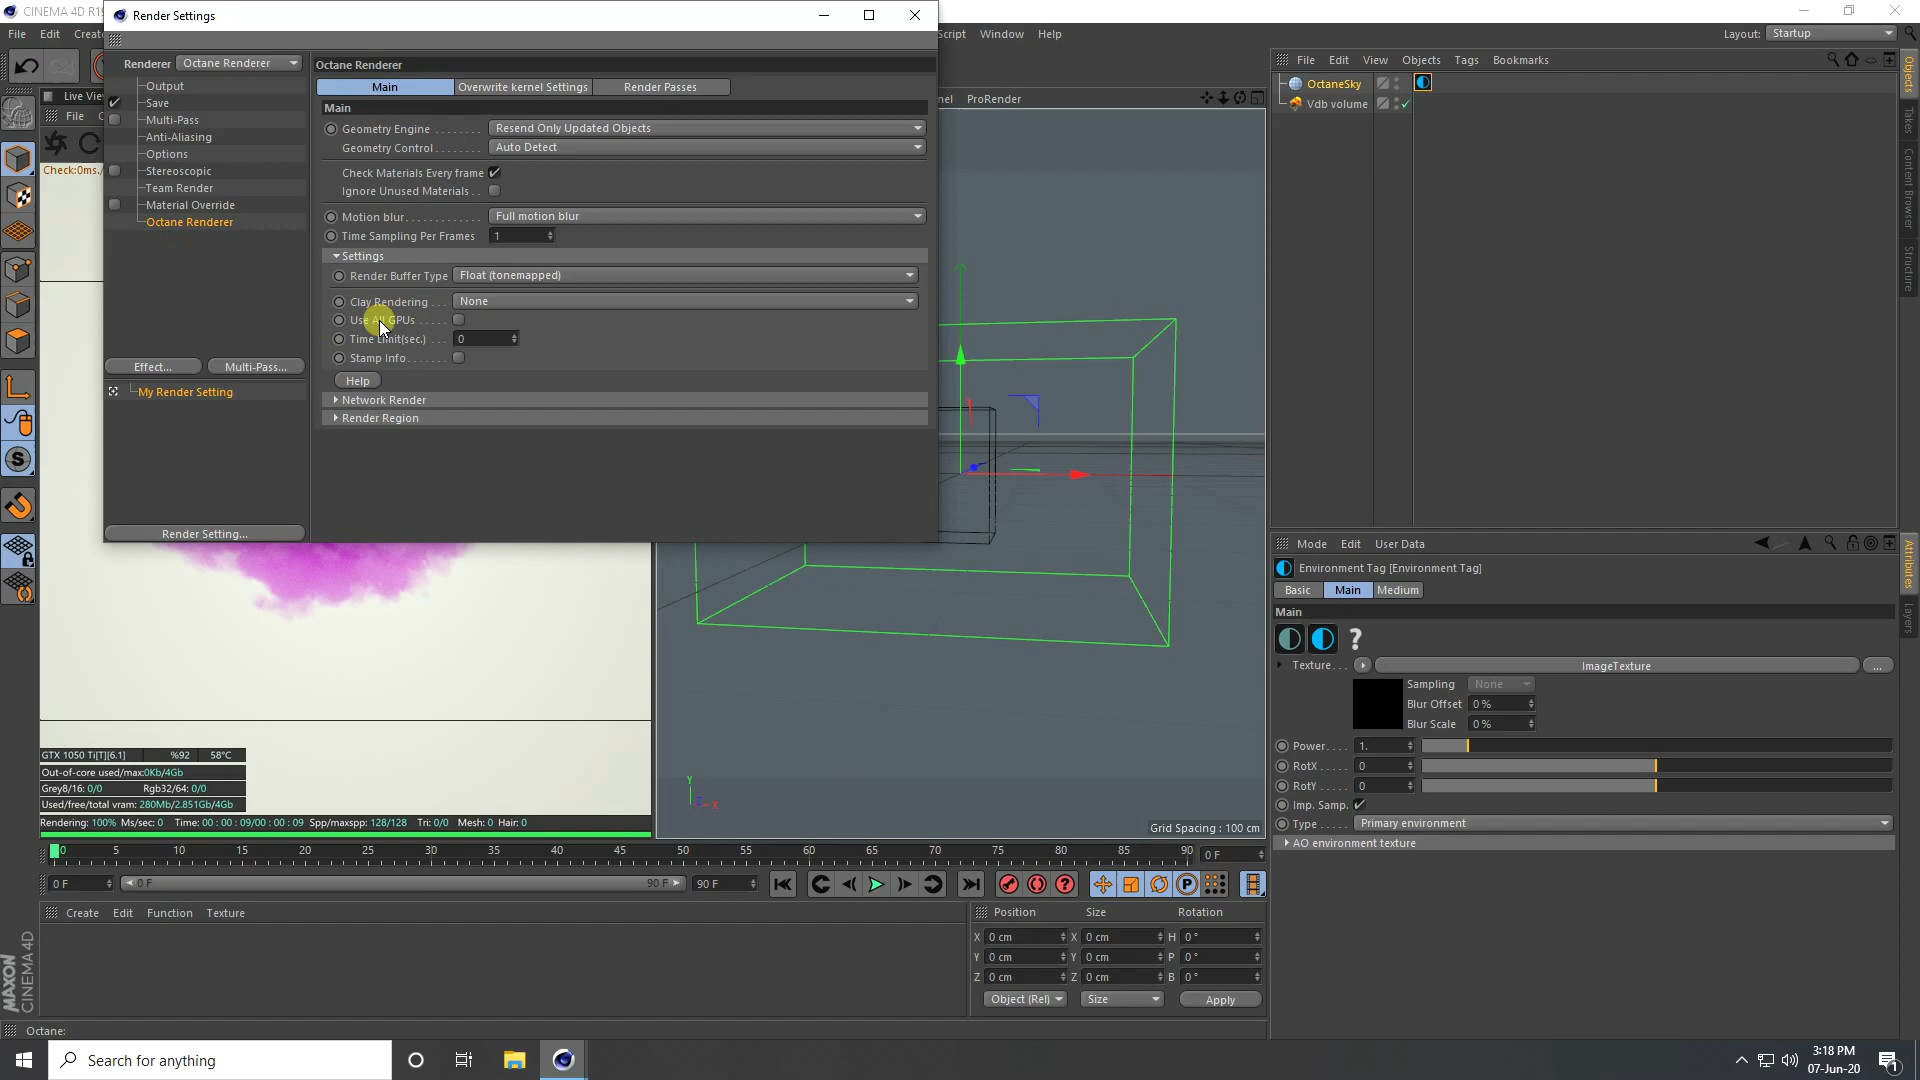 CINEMA 4D R19
Render Settings
File Edit Create
Script Window Help
Layout: Startup
Renderer Octane Renderer
Output
Save
Multi-Pass
Anti-Aliasing
Options
Stereoscopic
Team Render
Material Override
Octane Renderer
Effect... Multi-Pass...
My Render Setting
Render Setting...
Octane Renderer
Main Overwrite kernel Settings Render Passes
Main
Geometry Engine ........ Resend Only Updated Objects
Geometry Control ....... Auto Detect
Check Materials Every frame
Ignore Unused Materials . .
Motion blur............. Full motion blur
Time Sampling Per Frames 1
Settings
Render Buffer Type Float (tonemapped)
Clay Rendering . . . None
Use All GPUs .....
Time Limit(sec.) . . . 0
Stamp Info.......
Help
Network Render
Render Region
Live Vie
File
Check:0ms./
ProRender
File Edit View Objects Tags Bookmarks
OctaneSky
Vdb volume
Objects
Takes
Content Browser
Structure
Mode Edit User Data
Environment Tag [Environment Tag]
Basic Main Medium
Main
?
Texture... ImageTexture ...
Sampling None
Blur Offset 0 %
Blur Scale 0 %
Power.... 1.
RotX ..... 0
RotY ..... 0
Imp. Samp.
Type ..... Primary environment
AO environment texture
Attributes
Layers
GTX 1050 Ti[T][6.1] %92 58°C
Out-of-core used/max:0Kb/4Gb
Grey8/16: 0/0 Rgb32/64: 0/0
Used/free/total vram: 280Mb/2.851Gb/4Gb
Rendering: 100% Ms/sec: 0 Time: 00 : 00 : 09/00 : 00 : 09 Spp/maxspp: 128/128 Tri: 0/0 Mesh: 0 Hair: 0
Y
Z X
Grid Spacing : 100 cm
0 5 10 15 20 25 30 35 40 45 50 55 60 65 70 75 80 85 90 0 F
0 F 0 F 90 F 90 F
Create Edit Function Texture
Position Size Rotation
X 0 cm X 0 cm H 0 °
Y 0 cm Y 0 cm P 0 °
Z 0 cm Z 0 cm B 0 °
Object (Rel) Size Apply
MAXON
CINEMA 4D
Octane:
Search for anything
3:18 PM
07-Jun-20
1